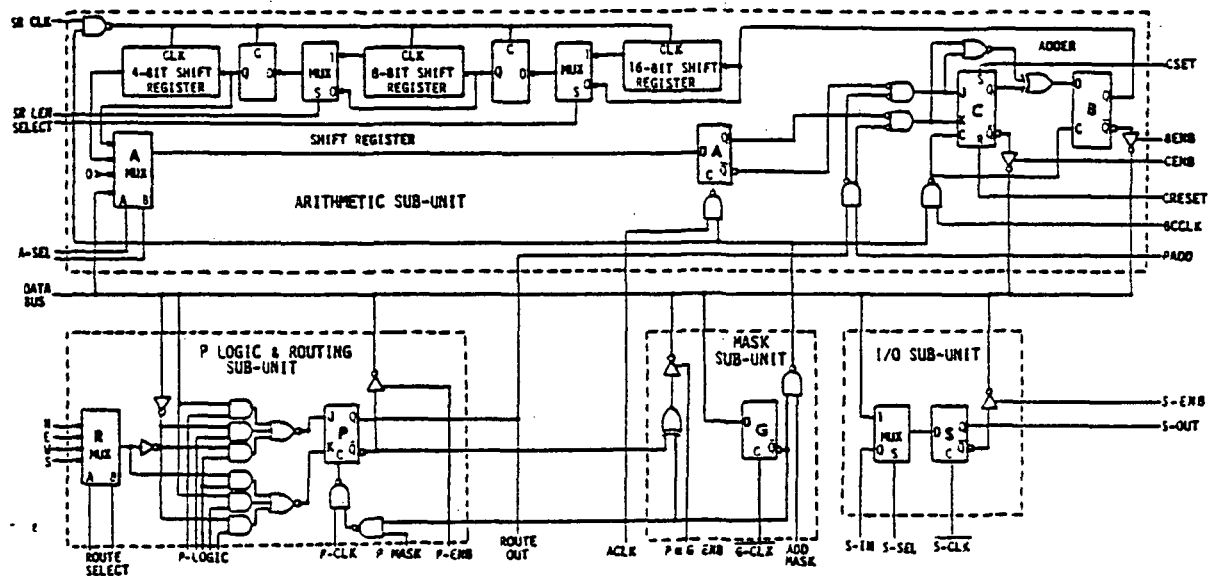 SR CLK
CLK
4-BIT SHIFT
REGISTER
C
Q D
MUX
1
0
S
CLK
8-BIT SHIFT
REGISTER
C
Q D
MUX
1
0
S
CLK
16-BIT SHIFT
REGISTER
ADDER
CSET
SR LEN
SELECT
SHIFT REGISTER
0
A
MUX
A B
D A Q
C Q̅
J S Q
C
K
C R Q̅
D Q
B
C Q̅
BENB
CENB
CRESET
BCCLK
PADD
ARITHMETIC SUB-UNIT
A-SEL
DATA
BUS
P LOGIC & ROUTING
SUB-UNIT
MASK
SUB-UNIT
I/O SUB-UNIT
N
E
W
S
R
MUX
A B
J Q
P
K C Q̅
D
G
C Q̅
1
MUX
0 S
D S Q
C Q̅
S-ENB
S-OUT
ROUTE
SELECT
P-LOGIC
P-CLK
P MASK
P-ENB
ROUTE
OUT
ACLK
P⊕G ENB
G-CLK
ADD
MASK
S-IN
S-SEL
S-CLK